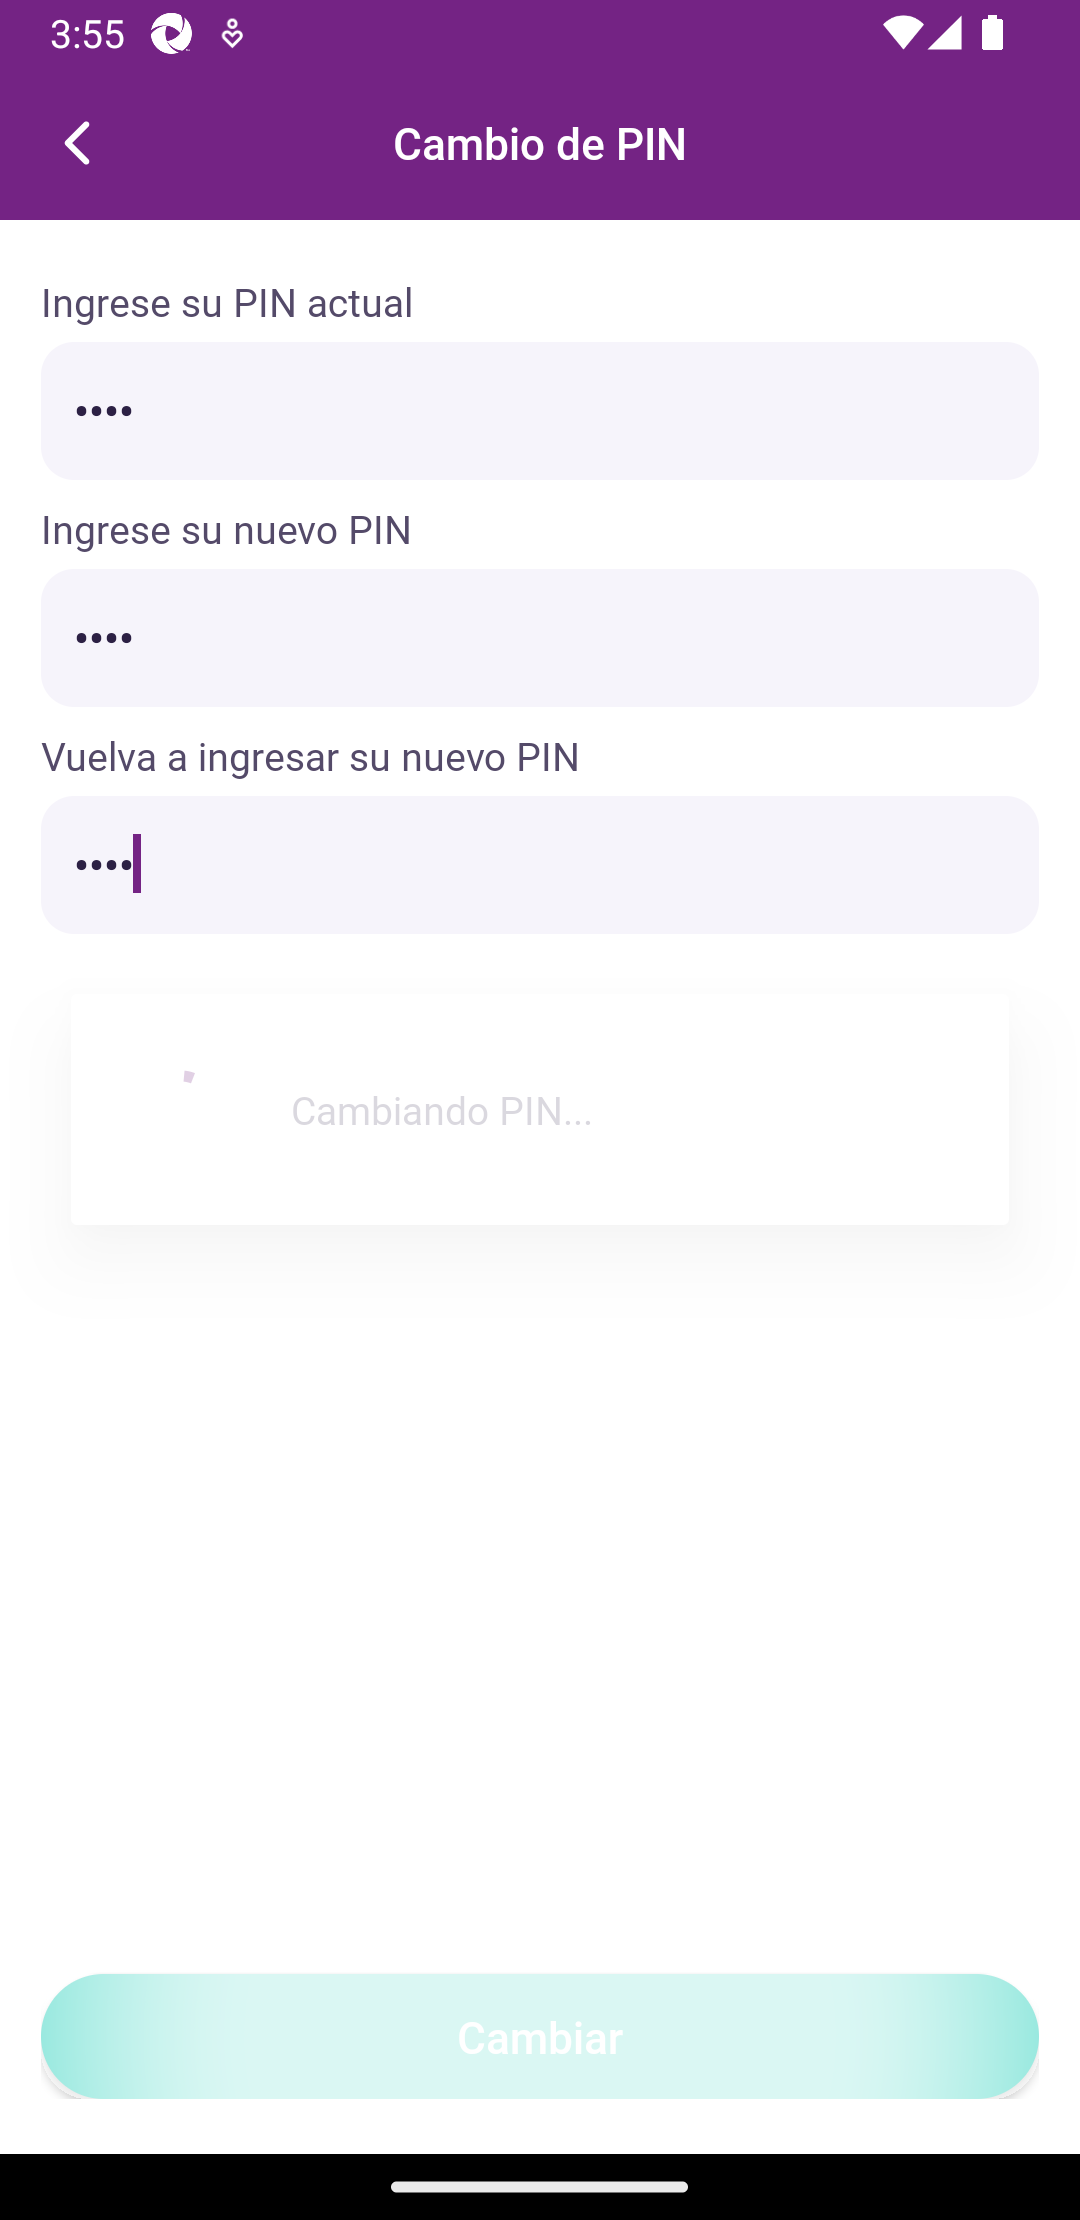 3:55
Cambio de PIN
Ingrese su PIN actual
••••
Ingrese su nuevo PIN
••••
Vuelva a ingresar su nuevo PIN
••••
Cambiando PIN...
Cambiar